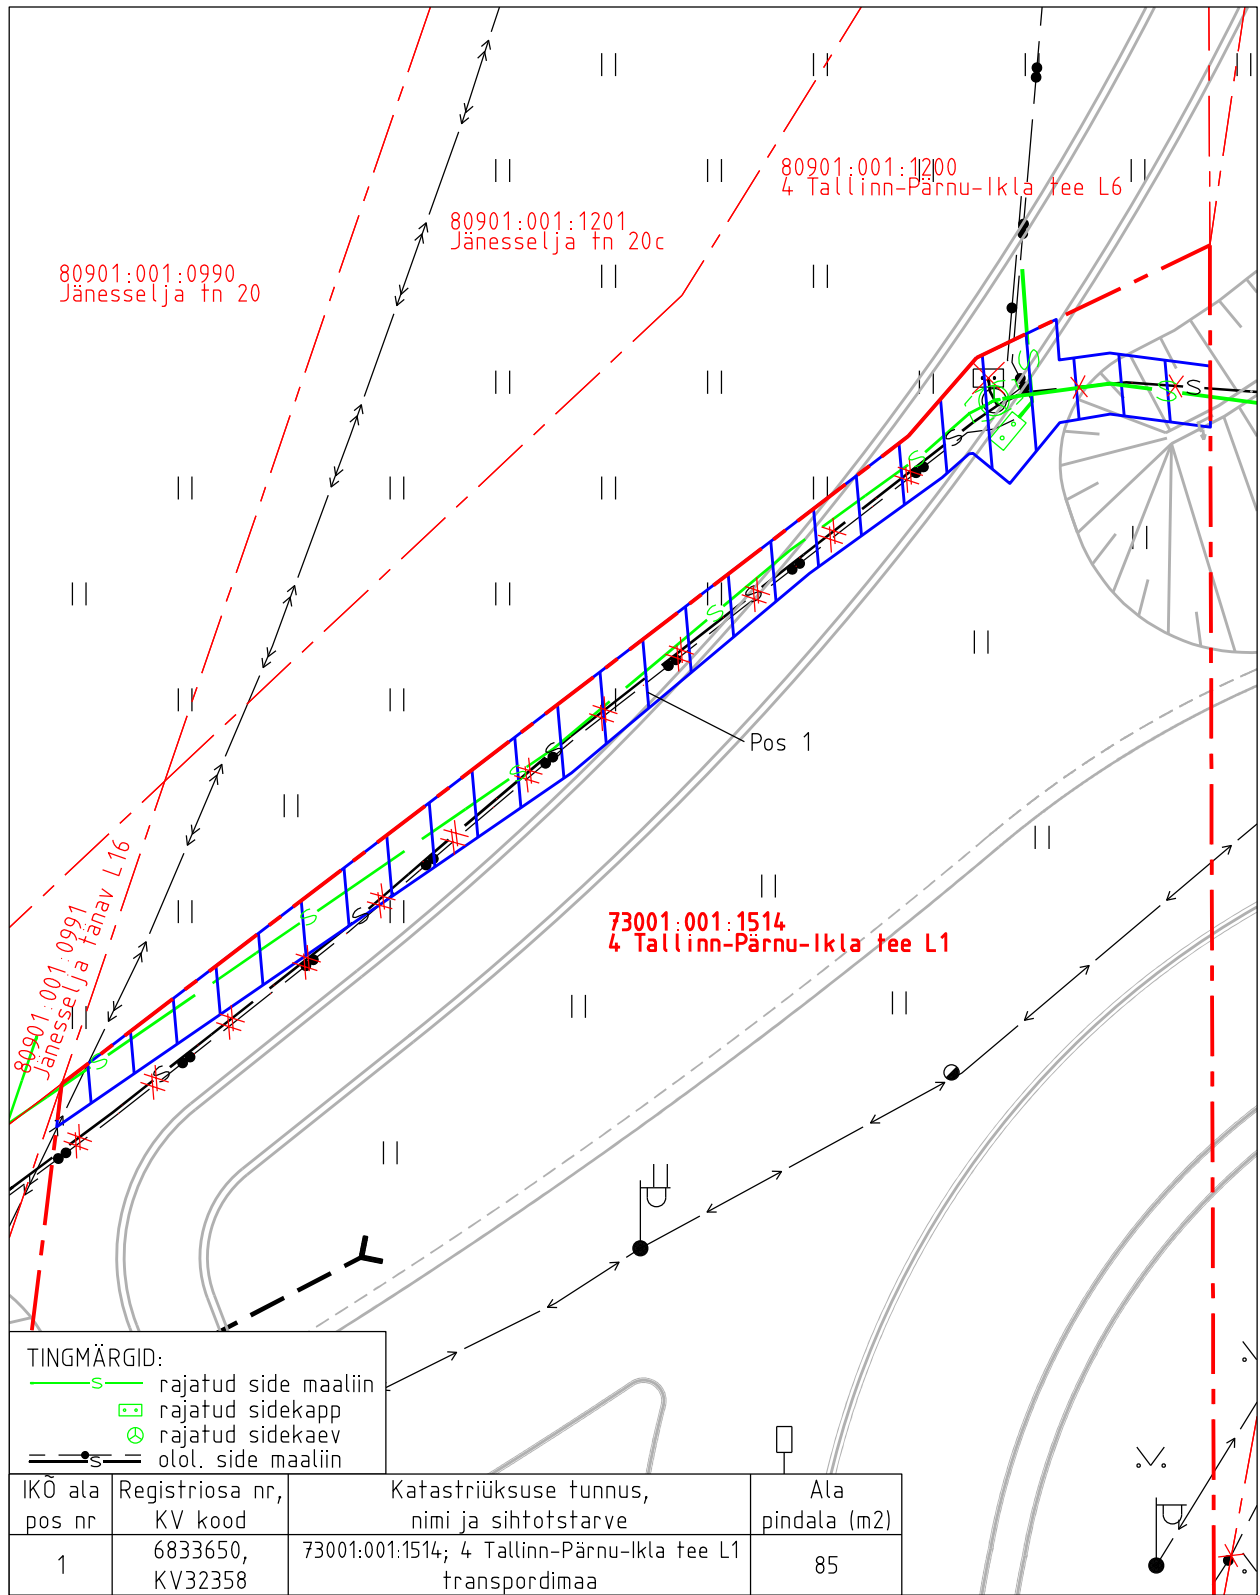 80901:001:1200
4 Tallinn-Pärnu-Ikla tee L6
80901:001:1201
Jänesselja tn 20c
80901:001:0990
Jänesselja tn 20
S
S
S
S
S
S
Pos 1
S
S
S
S
80901:001:0991
Jänesselja tänav L16
73001:001:1514
4 Tallinn-Pärnu-Ikla tee L1
S
S
TINGMÄRGID:
S rajatud side maaliin
rajatud sidekapp
rajatud sidekaev
S olol. side maaliin
IKÕ ala pos nr
Registriosa nr, KV kood
Katastriüksuse tunnus, nimi ja sihtotstarve
Ala pindala (m2)
1
6833650, KV32358
73001:001:1514; 4 Tallinn-Pärnu-Ikla tee L1 transpordimaa
85